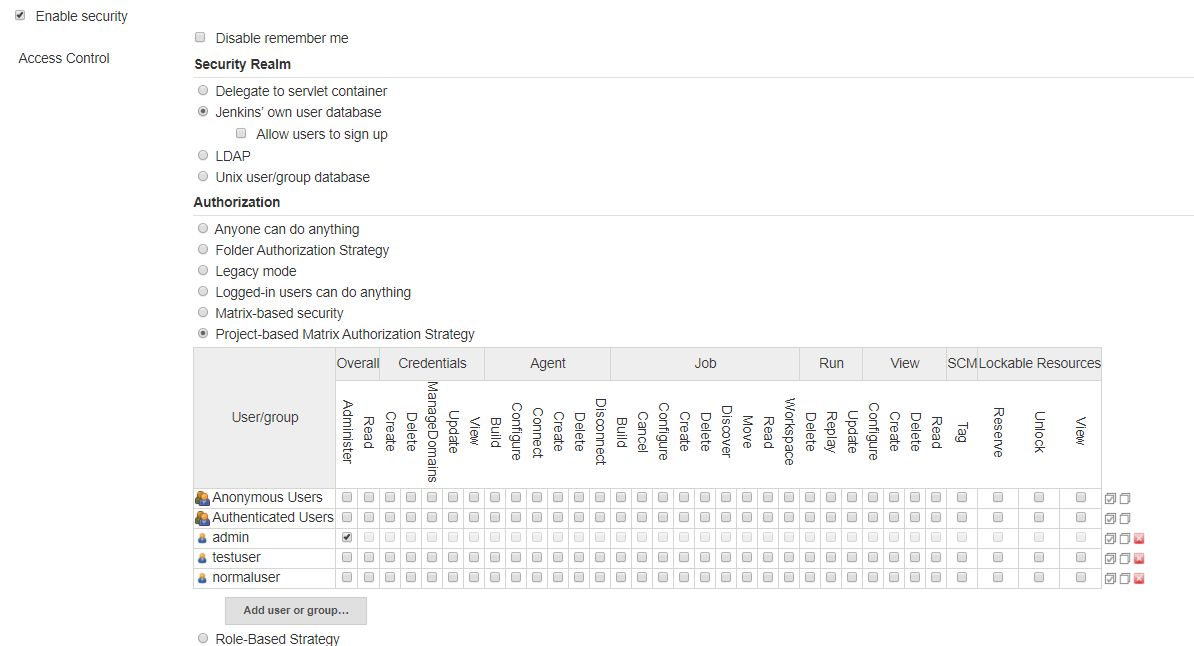 Enable security
Disable remember me
Access Control
Security Realm
Delegate to servlet container
Jenkins’ own user database
Allow users to sign up
LDAP
Unix user/group database
Authorization
Anyone can do anything
Folder Authorization Strategy
Legacy mode
Logged-in users can do anything
Matrix-based security
Project-based Matrix Authorization Strategy
User/group Overall Credentials Agent Job Run View SCM Lockable Resources
Administer Read Create Delete ManageDomains Update View Build Configure Connect Create Delete Disconnect Build Cancel Configure Create Delete Discover Move Read Workspace Delete Replay Update Configure Create Delete Read Tag Reserve Unlock View
Anonymous Users
Authenticated Users
admin
testuser
normaluser
Add user or group...
Role-Based Strategy